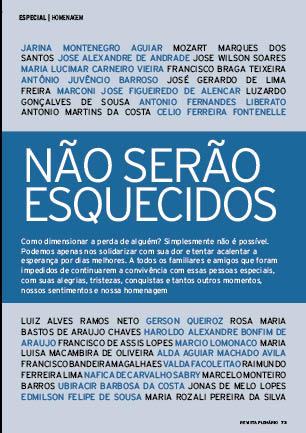 ESPECIAL | HOMENAGEM
JARINA MONTENEGRO AGUIAR MOZART MARQUES DOS
SANTOS JOSE ALEXANDRE DE ANDRADE JOSE WILSON SOARES
MARIA LUCIMAR CARNEIRO VIEIRA FRANCISCO BRAGA TEIXEIRA
ANTÔNIO JUVÊNCIO BARROSO JOSÉ GERARDO DE LIMA
FREIRA MARCONI JOSE FIGUEIREDO DE ALENCAR LUZARDO
GONÇALVES DE SOUSA ANTONIO FERNANDES LIBERATO
ANTONIO MARTINS DA COSTA CELIO FERREIRA FONTENELLE
NÃO SERÃO
ESQUECIDOS
Como dimensionar a perda de alguém? Simplesmente não é possível.
Podemos apenas nos solidarizar com sua dor e tentar acalentar a
esperança por dias melhores. A todos os familiares e amigos que foram
impedidos de continuarem a convivência com essas pessoas especiais,
com suas alegrias, tristezas, conquistas e tantos outros momentos,
nossos sentimentos e nossa homenagem
LUIZ ALVES RAMOS NETO GERSON QUEIROZ ROSA MARIA
BASTOS DE ARAUJO CHAVES HAROLDO ALEXANDRE BONFIM DE
ARAUJO FRANCISCO DE ASSIS LOPES MARCIO LOMONACO MARIA
LUISA MACAMBIRA DE OLIVEIRA ALDA AGUIAR MACHADO AVILA
FRANCISCO BANDEIRA MAGALHAES VALDA FACO LEITAO RAIMUNDO
FERREIRA LIMA NAFICA DE CARVALHO SABRY MARCELO MONTEIRO
BARROS UBIRACIR BARBOSA DA COSTA JONAS DE MELO LOPES
EDMILSON FELIPE DE SOUSA MARIA ROZALI PEREIRA DA SILVA
REVISTA PLENÁRIO 73